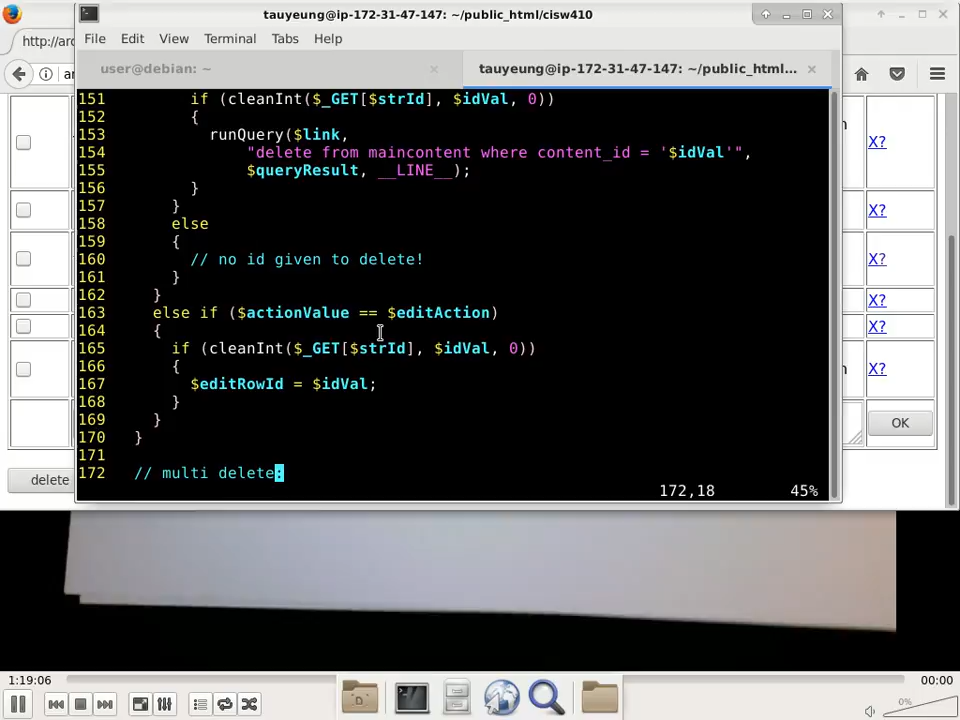 tauyeung@ip-172-31-47-147: ~/public_html/cisw410
File Edit View Terminal Tabs Help
user@debian: ~ ×
tauyeung@ip-172-31-47-147: ~/public_html... ×
http://arc
151         if (cleanInt($_GET[$strId], $idVal, 0))
152         {
153           runQuery($link,
154               "delete from maincontent where content_id = '$idVal'",
155               $queryResult, __LINE__);
156         }
157       }
158       else
159       {
160         // no id given to delete!
161       }
162     }
163     else if ($actionValue == $editAction)
164     {
165       if (cleanInt($_GET[$strId], $idVal, 0))
166       {
167         $editRowId = $idVal;
168       }
169     }
170   }
171
172   // multi delete:
172,18 45%
X?
X?
X?
X?
X?
X?
OK
delete
1:19:06 00:00
0%